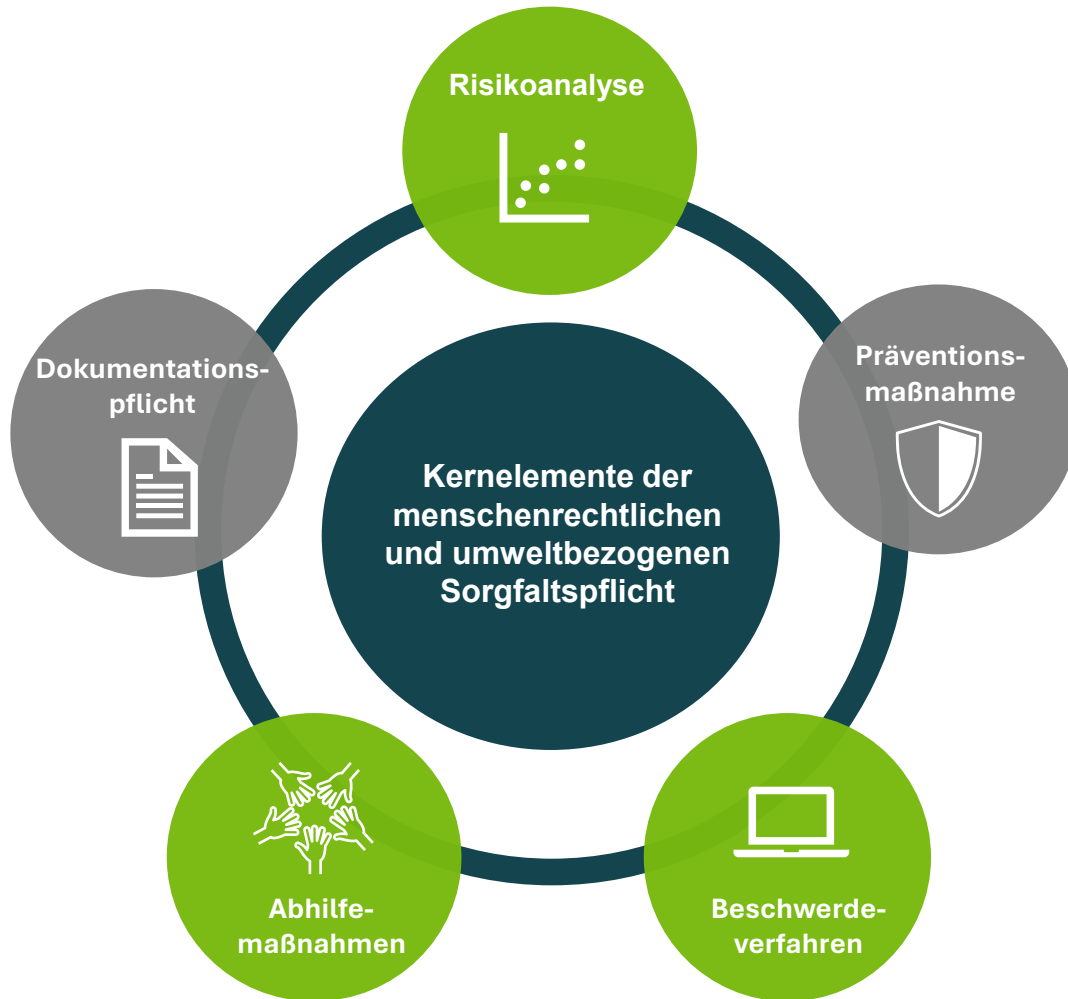 Risikoanalyse
Dokumentations-
pflicht
Präventions-
maßnahme
Kernelemente der
menschenrechtlichen
und umweltbezogenen
Sorgfaltspflicht
Abhilfe-
maßnahmen
Beschwerde-
verfahren